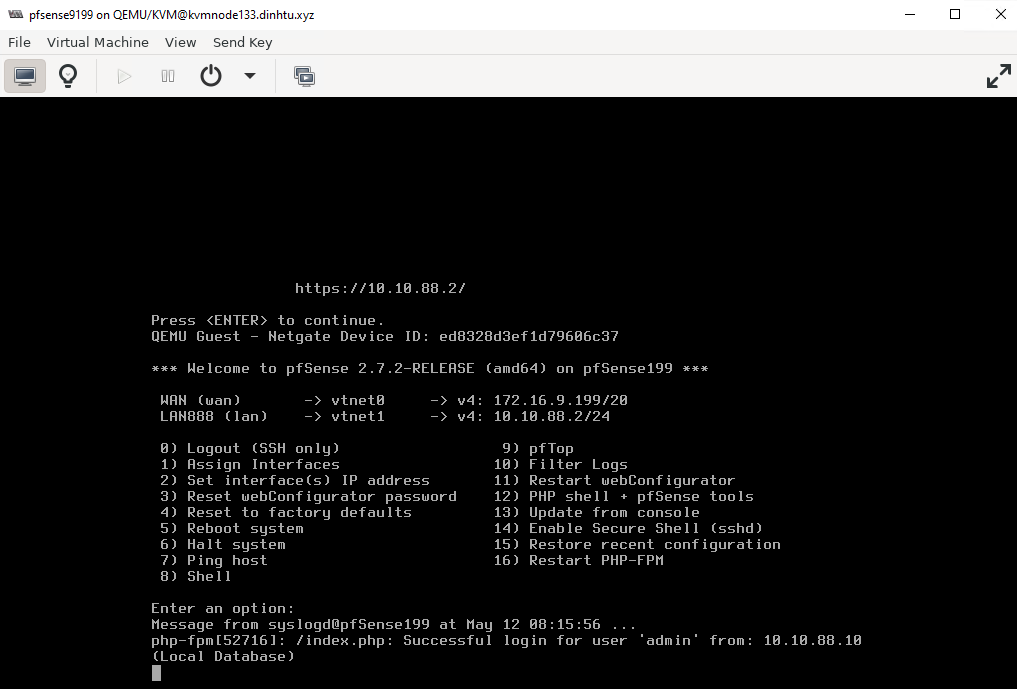 pfsense9199 on QEMU/KVM@kvmnode133.dinhtu.xyz
File Virtual Machine View Send Key
https://10.10.88.2/
Press <ENTER> to continue.
QEMU Guest - Netgate Device ID: ed8328d3ef1d79606c37
*** Welcome to pfSense 2.7.2-RELEASE (amd64) on pfSense199 ***
WAN (wan) -> vtnet0 -> v4: 172.16.9.199/20
LAN888 (lan) -> vtnet1 -> v4: 10.10.88.2/24
0) Logout (SSH only) 9) pfTop
1) Assign Interfaces 10) Filter Logs
2) Set interface(s) IP address 11) Restart webConfigurator
3) Reset webConfigurator password 12) PHP shell + pfSense tools
4) Reset to factory defaults 13) Update from console
5) Reboot system 14) Enable Secure Shell (sshd)
6) Halt system 15) Restore recent configuration
7) Ping host 16) Restart PHP-FPM
8) Shell
Enter an option:
Message from syslogd@pfSense199 at May 12 08:15:56 ...
php-fpm[52716]: /index.php: Successful login for user 'admin' from: 10.10.88.10
(Local Database)